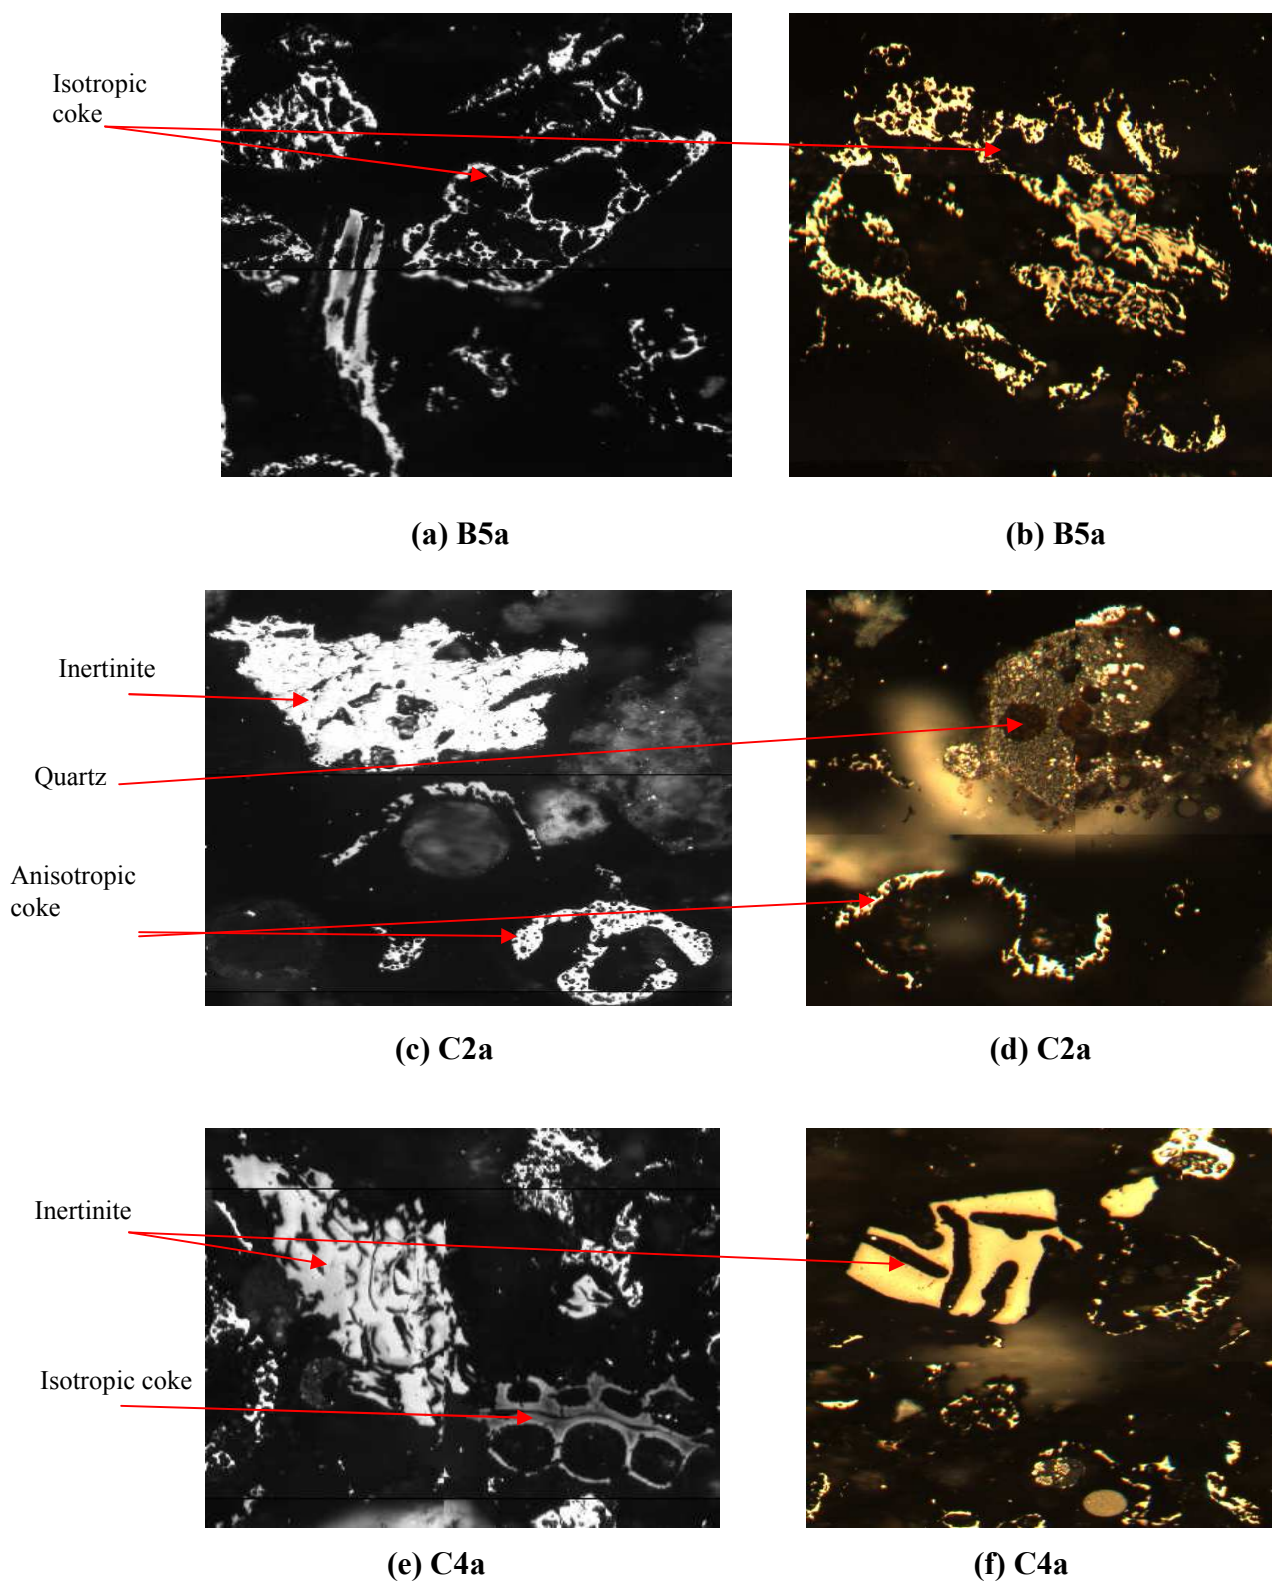 Isotropic
coke
(a) B5a
(b) B5a
Inertinite
Quartz
Anisotropic
coke
(c) C2a
(d) C2a
Inertinite
Isotropic coke
(e) C4a
(f) C4a